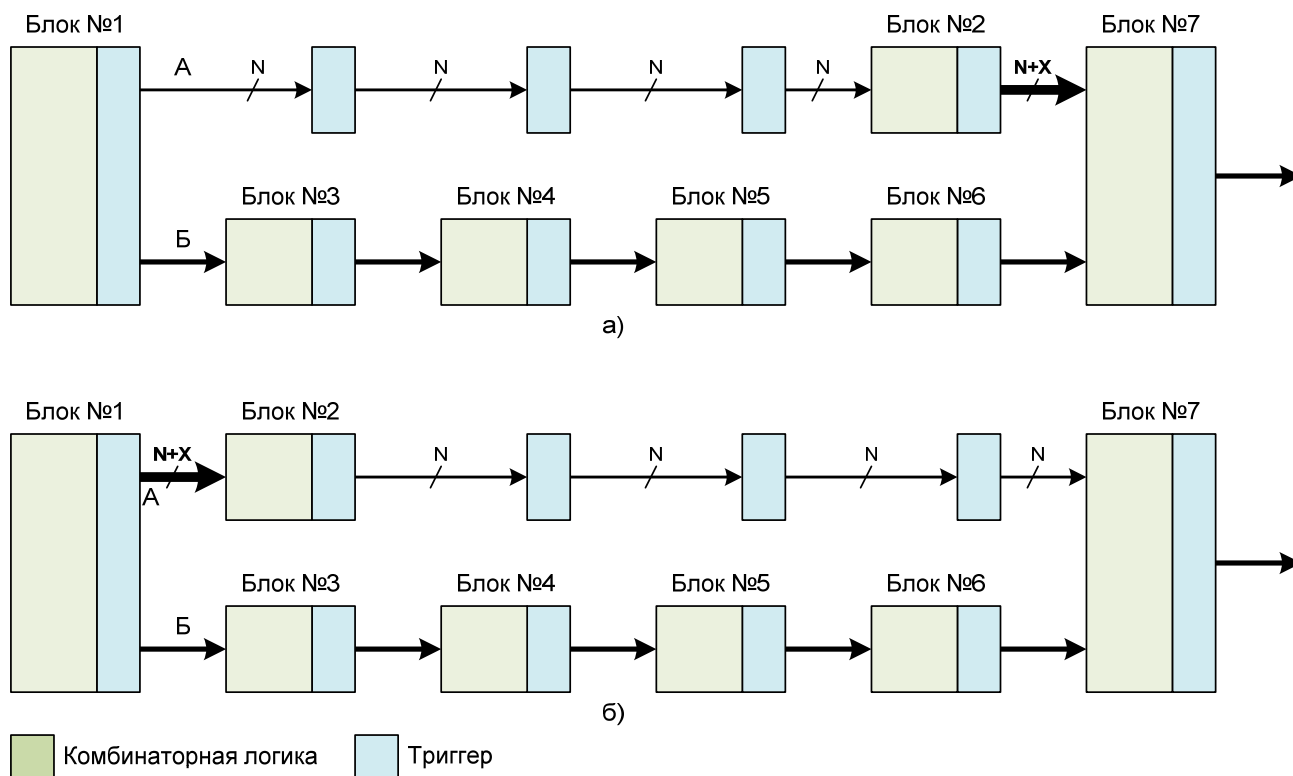 Блок №1 Блок №2 Блок №7
А N N N N N+X
Блок №3 Блок №4 Блок №5 Блок №6
Б
а)
Блок №1 Блок №2 Блок №7
N+X N N N N
А
Блок №3 Блок №4 Блок №5 Блок №6
Б
б)
Комбинаторная логика Триггер